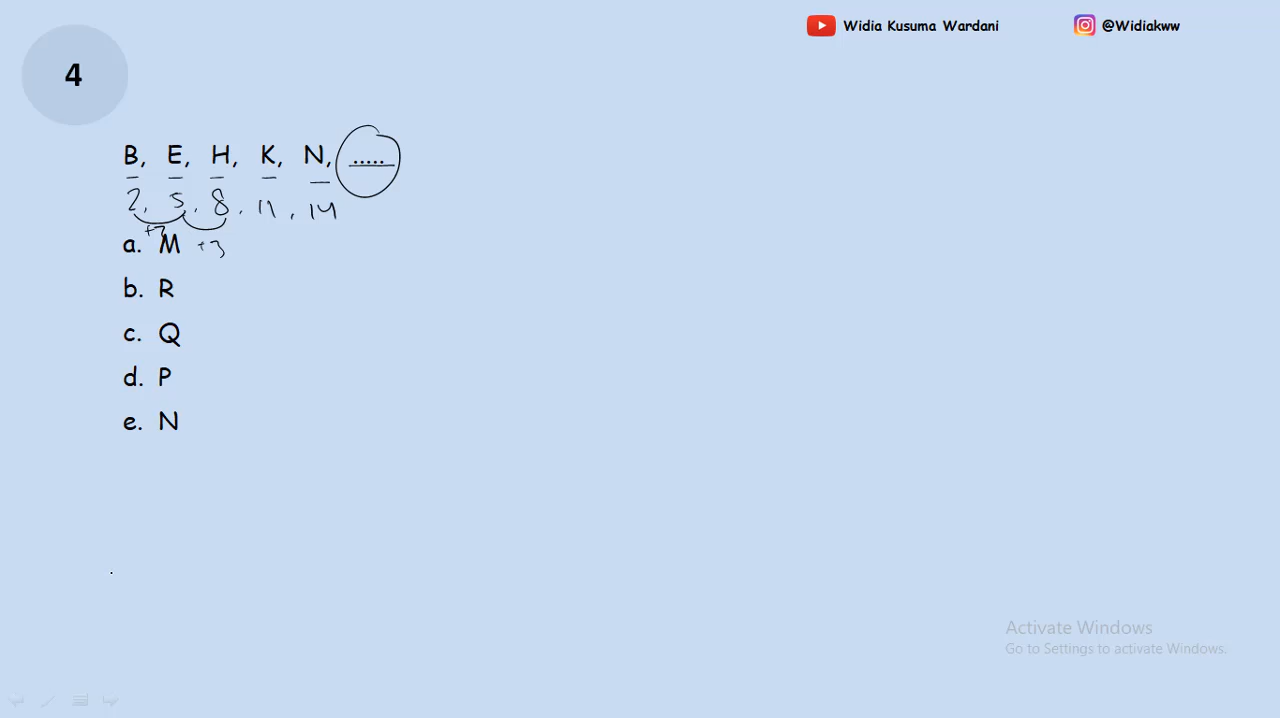 Widia Kusuma Wardani @Widiakww
4
B, E, H, K, N, .....
2, 5, 8, 11, 14
+3 +3
a. M
b. R
c. Q
d. P
e. N
Activate Windows
Go to Settings to activate Windows.